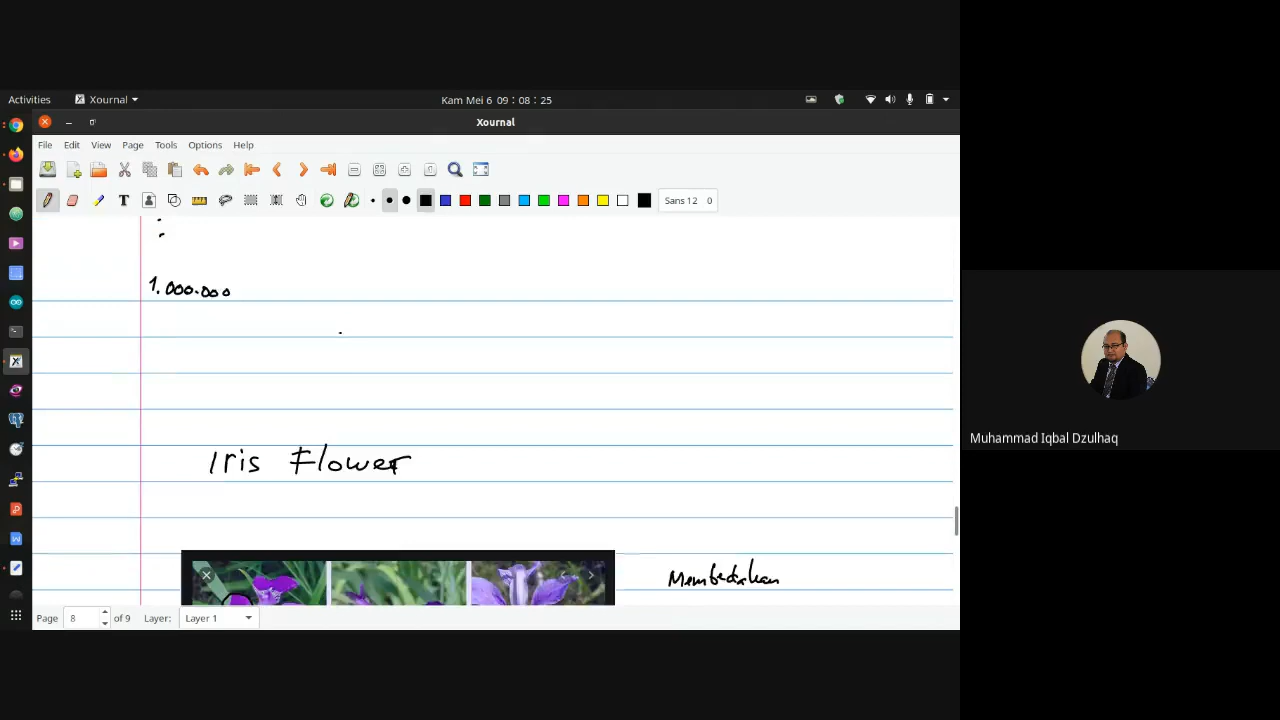 Activities Xournal Kam Mei 6 09 : 08 : 25
Xournal
File Edit View Page Tools Options Help
T Sans 12 0
1.000.000
Iris Flower
Membedakan
Page 8 of 9 Layer: Layer 1
Muhammad Iqbal Dzulhaq